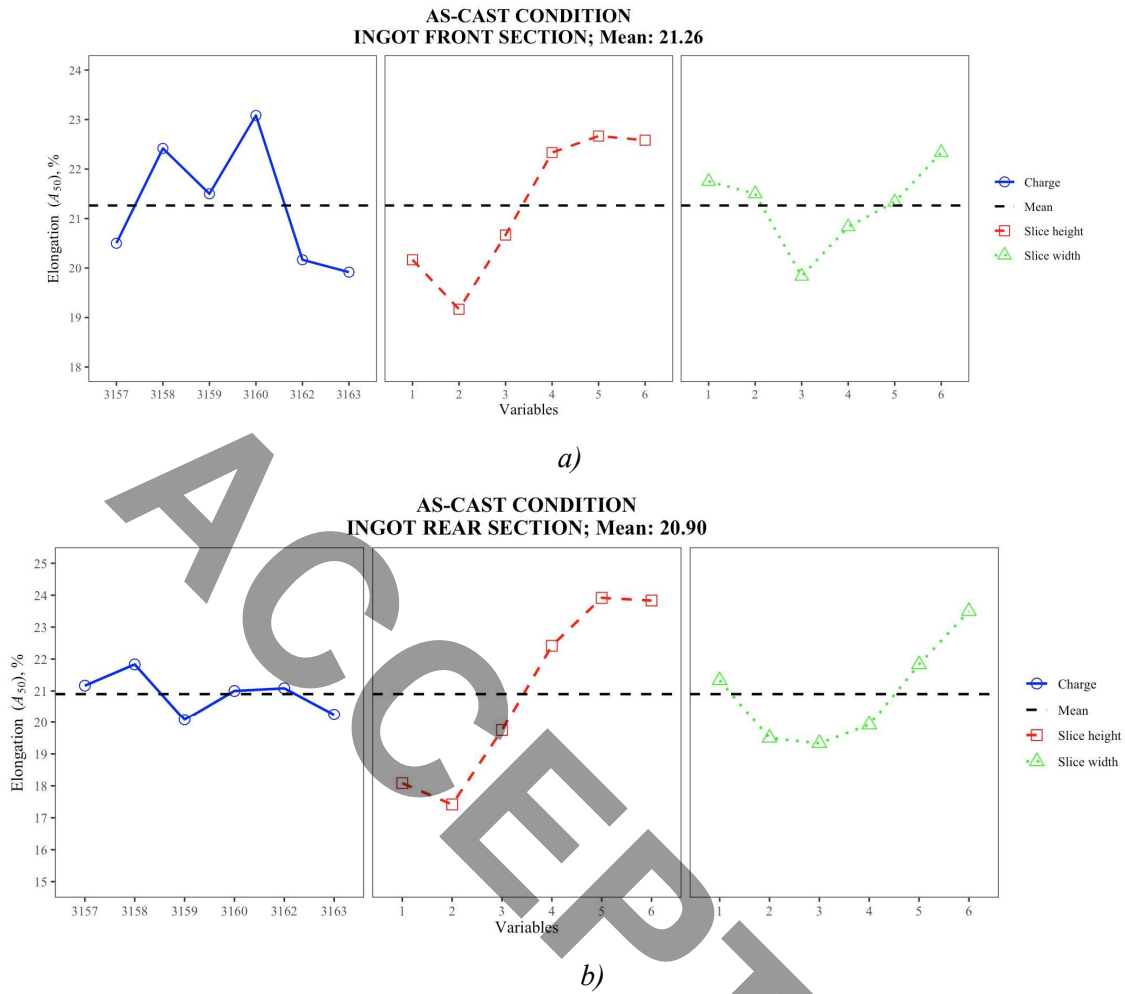 AS-CAST CONDITION
INGOT FRONT SECTION; Mean: 21.26
Elongation (A50), %
24
23
22
21
20
19
18
3157 3158 3159 3160 3162 3163
1 2 3 4 5 6
1 2 3 4 5 6
Variables
Charge
Mean
Slice height
Slice width
a)
AS-CAST CONDITION
INGOT REAR SECTION; Mean: 20.90
Elongation (A50), %
25
24
23
22
21
20
19
18
17
16
15
3157 3158 3159 3160 3162 3163
1 2 3 4 5 6
1 2 3 4 5 6
Variables
Charge
Mean
Slice height
Slice width
b)
ACCEPT